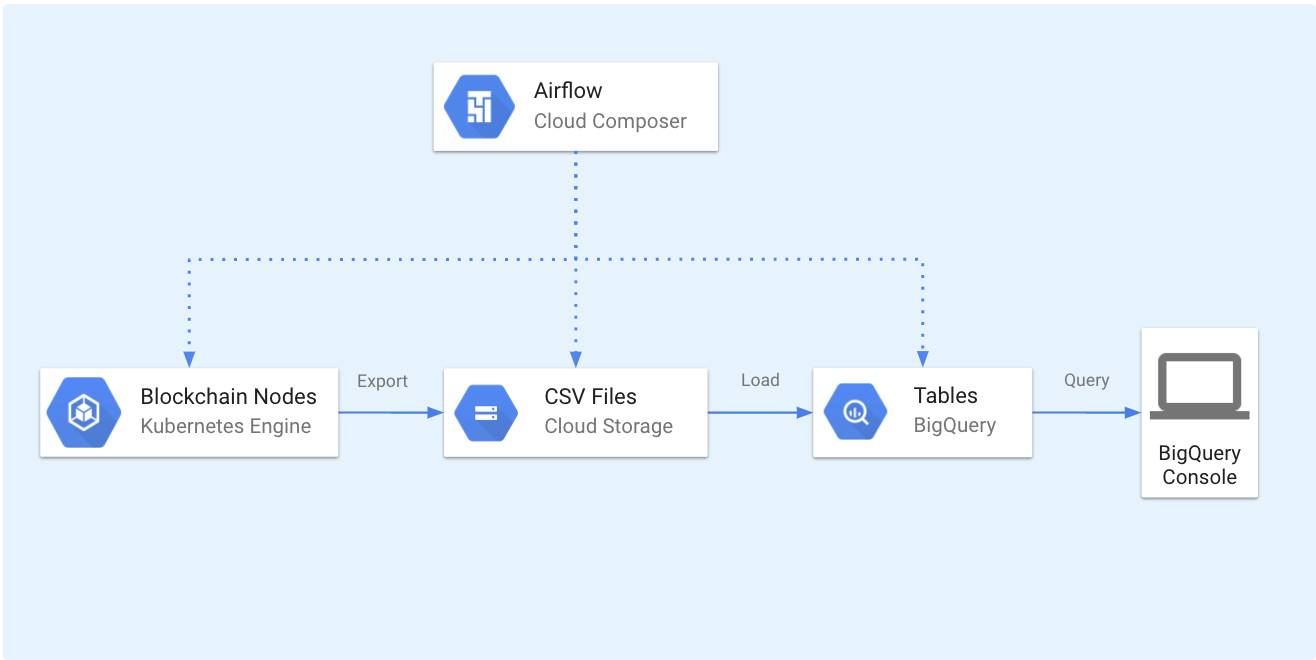 Airflow
Cloud Composer
Blockchain Nodes
Kubernetes Engine
Export
CSV Files
Cloud Storage
Load
Tables
BigQuery
Query
BigQuery
Console